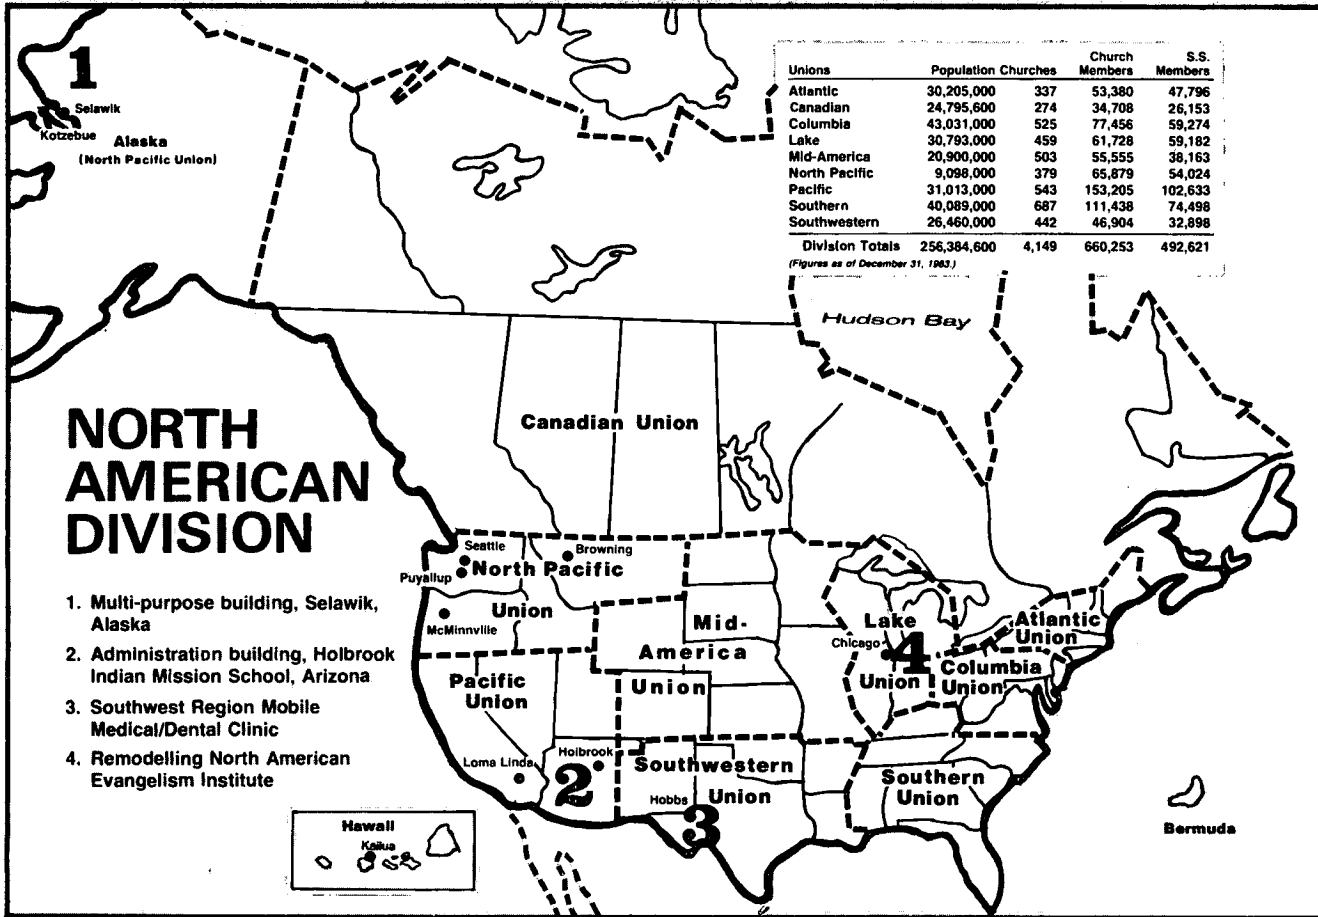 Church S.S.
Unions Population Churches Members Members
Atlantic 30,205,000 337 53,380 47,796
Canadian 24,795,600 274 34,708 26,153
Columbia 43,031,000 525 77,456 59,274
Lake 30,793,000 459 61,728 59,182
Mid-America 20,900,000 503 55,555 38,163
North Pacific 9,098,000 379 65,879 54,024
Pacific 31,013,000 543 153,205 102,633
Southern 40,089,000 687 111,438 74,498
Southwestern 26,460,000 442 46,904 32,898
Division Totals 256,384,600 4,149 660,253 492,621
(Figures as of December 31, 1983.)
1
Selawik
Kotzebue
Alaska
(North Pacific Union)
Hudson Bay
Canadian Union
NORTH
AMERICAN
DIVISION
1. Multi-purpose building, Selawik,
Alaska
2. Administration building, Holbrook
Indian Mission School, Arizona
3. Southwest Region Mobile
Medical/Dental Clinic
4. Remodelling North American
Evangelism Institute
Seattle
Browning
Puyallup
North Pacific
Union
McMinnville
Mid-
America
Union
Lake
Chicago
4
Union
Atlantic
Union
Columbia
Union
Pacific
Union
Loma Linda
Holbrook
2
Southwestern
Union
Hobbs
3
Southern
Union
Hawaii
Kailua
Bermuda